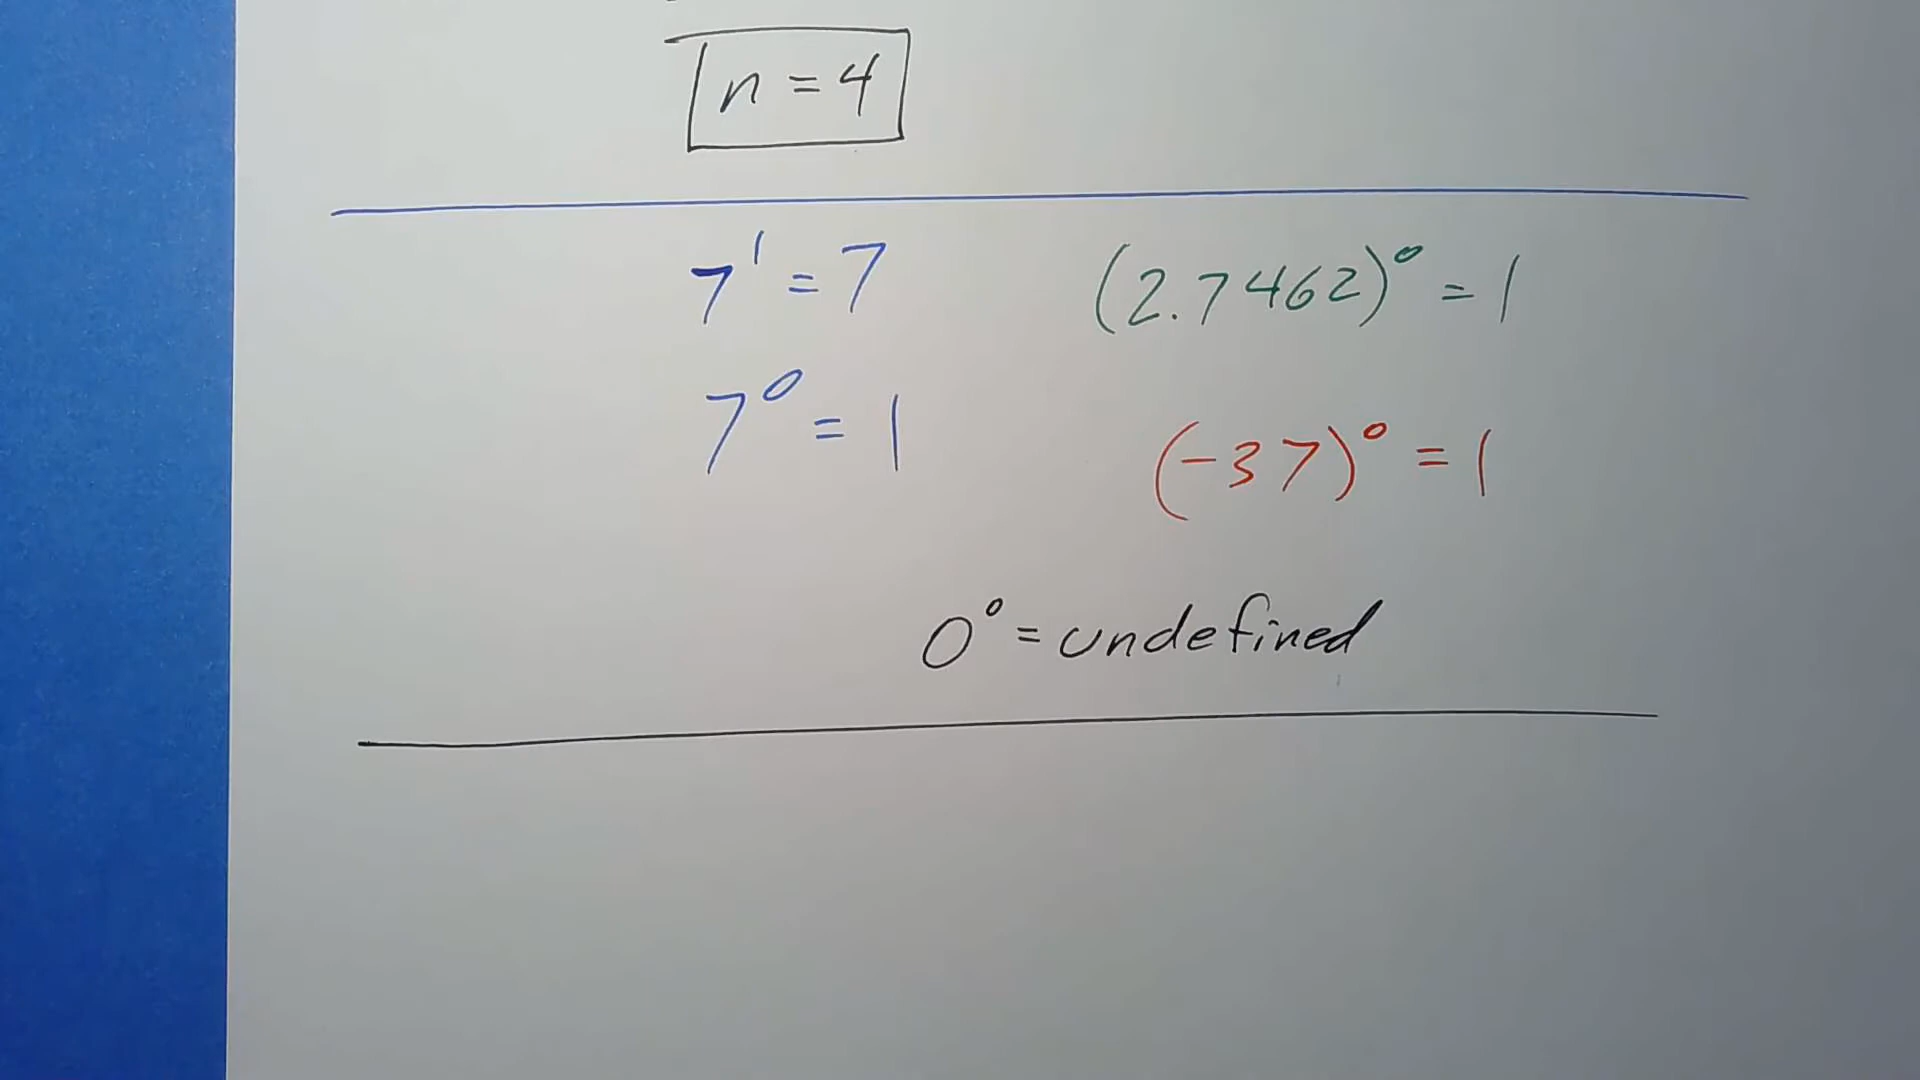 n = 4
7¹ = 7
(2.7462)⁰ = 1
7⁰ = 1
(-37)⁰ = 1
0⁰ = undefined